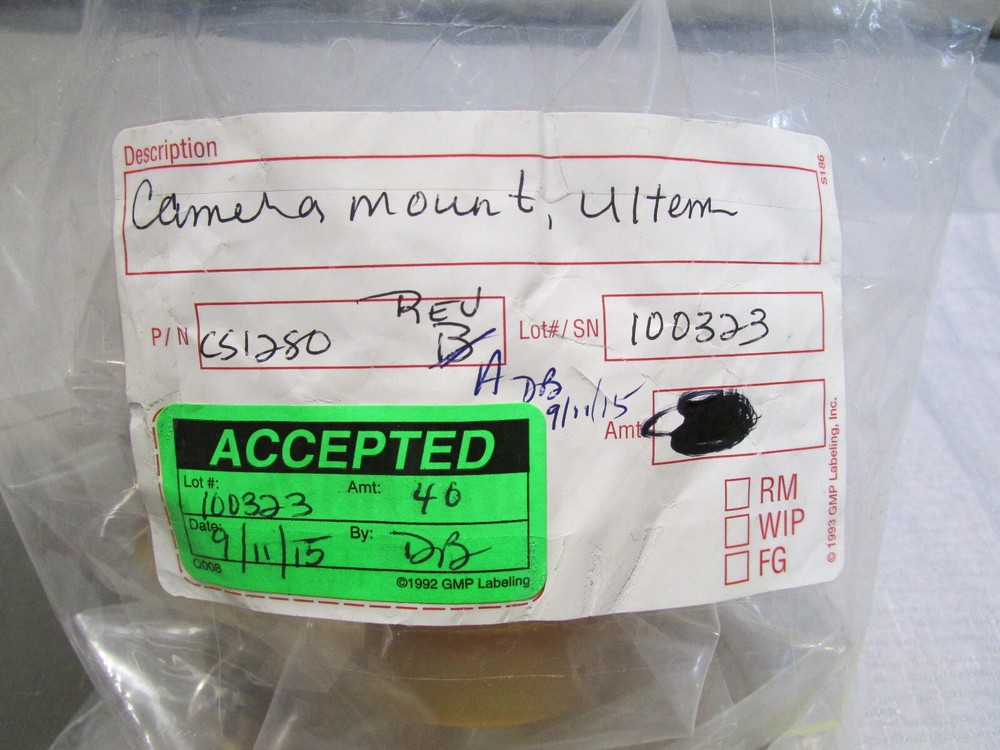 Description
S186
Camera mount, Ultem
P/N CS1280 REV B
A DB 9/11/15
Lot#/SN 100323
Amt
RM
WIP
FG
© 1993 GMP Labeling, Inc.
ACCEPTED
Lot #: 100323 Amt: 40
Date: 9/11/15 By: DB
Q008 ©1992 GMP Labeling